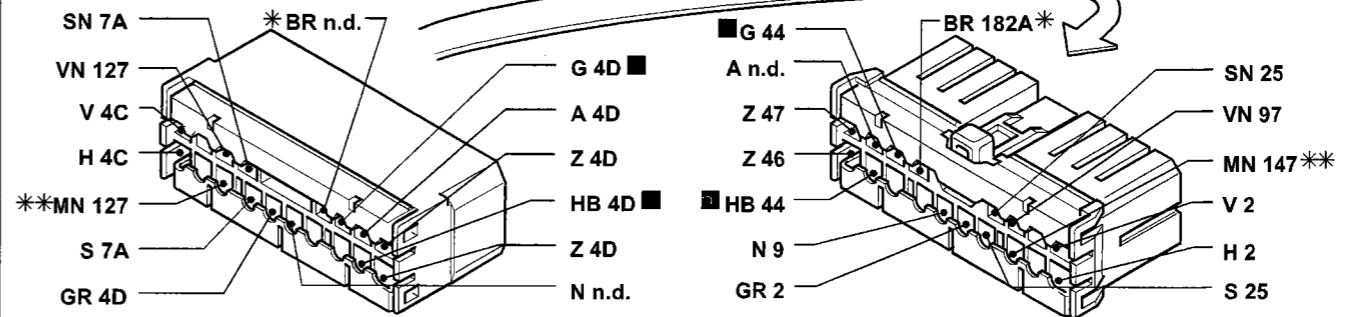 SN 7A
VN 127
V 4C
H 4C
**MN 127
S 7A
GR 4D
*BR n.d.
G 4D ■
A 4D
Z 4D
HB 4D ■
Z 4D
N n.d.
■ G 44
A n.d.
Z 47
Z 46
■ HB 44
N 9
GR 2
BR 182A*
SN 25
VN 97
MN 147**
V 2
H 2
S 25